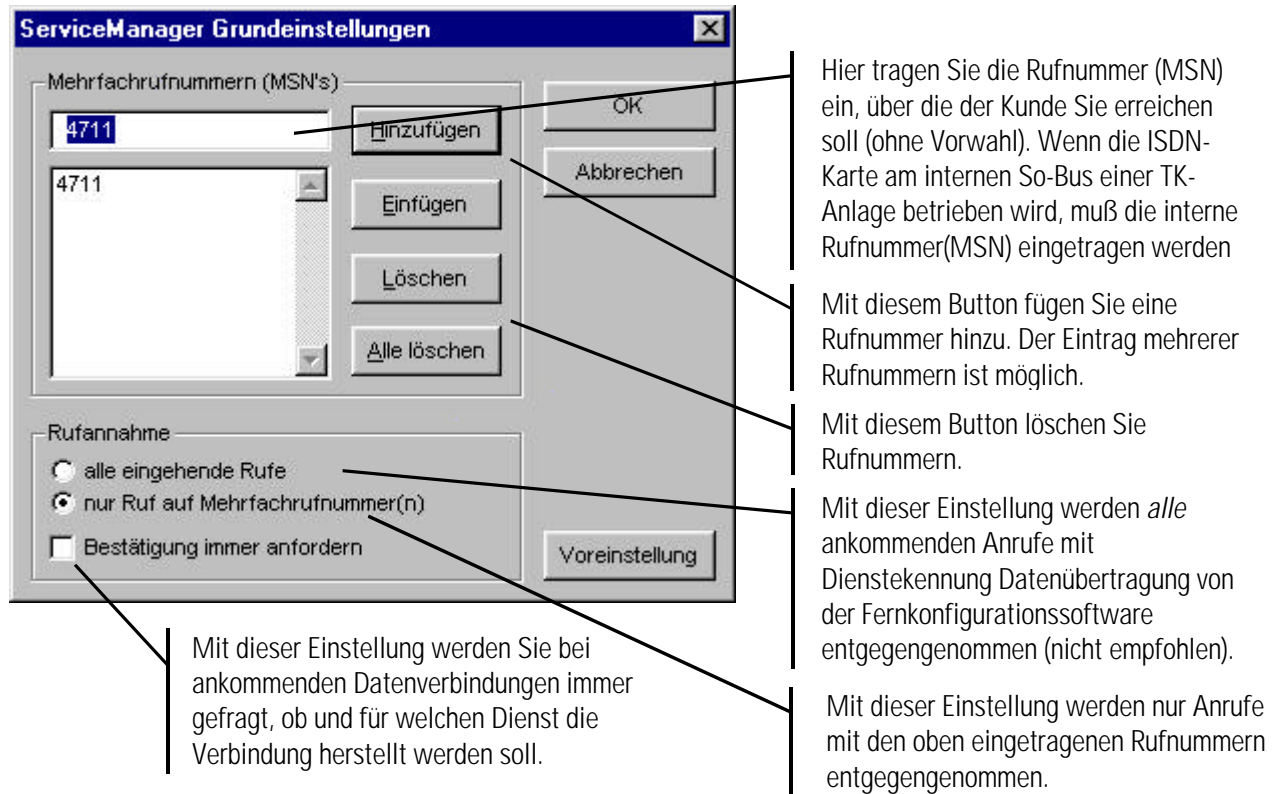 ServiceManager Grundeinstellungen
Mehrfachrufnummern (MSN's)
4711
4711
Hinzufügen
Einfügen
Löschen
Alle löschen
OK
Abbrechen
Rufannahme
alle eingehende Rufe
nur Ruf auf Mehrfachrufnummer(n)
Bestätigung immer anfordern
Voreinstellung
Hier tragen Sie die Rufnummer (MSN)
ein, über die der Kunde Sie erreichen
soll (ohne Vorwahl). Wenn die ISDN-
Karte am internen So-Bus einer TK-
Anlage betrieben wird, muß die interne
Rufnummer(MSN) eingetragen werden
Mit diesem Button fügen Sie eine
Rufnummer hinzu. Der Eintrag mehrerer
Rufnummern ist möglich.
Mit diesem Button löschen Sie
Rufnummern.
Mit dieser Einstellung werden alle
ankommenden Anrufe mit
Dienstekennung Datenübertragung von
der Fernkonfigurationssoftware
entgegengenommen (nicht empfohlen).
Mit dieser Einstellung werden nur Anrufe
mit den oben eingetragenen Rufnummern
entgegengenommen.
Mit dieser Einstellung werden Sie bei
ankommenden Datenverbindungen immer
gefragt, ob und für welchen Dienst die
Verbindung herstellt werden soll.